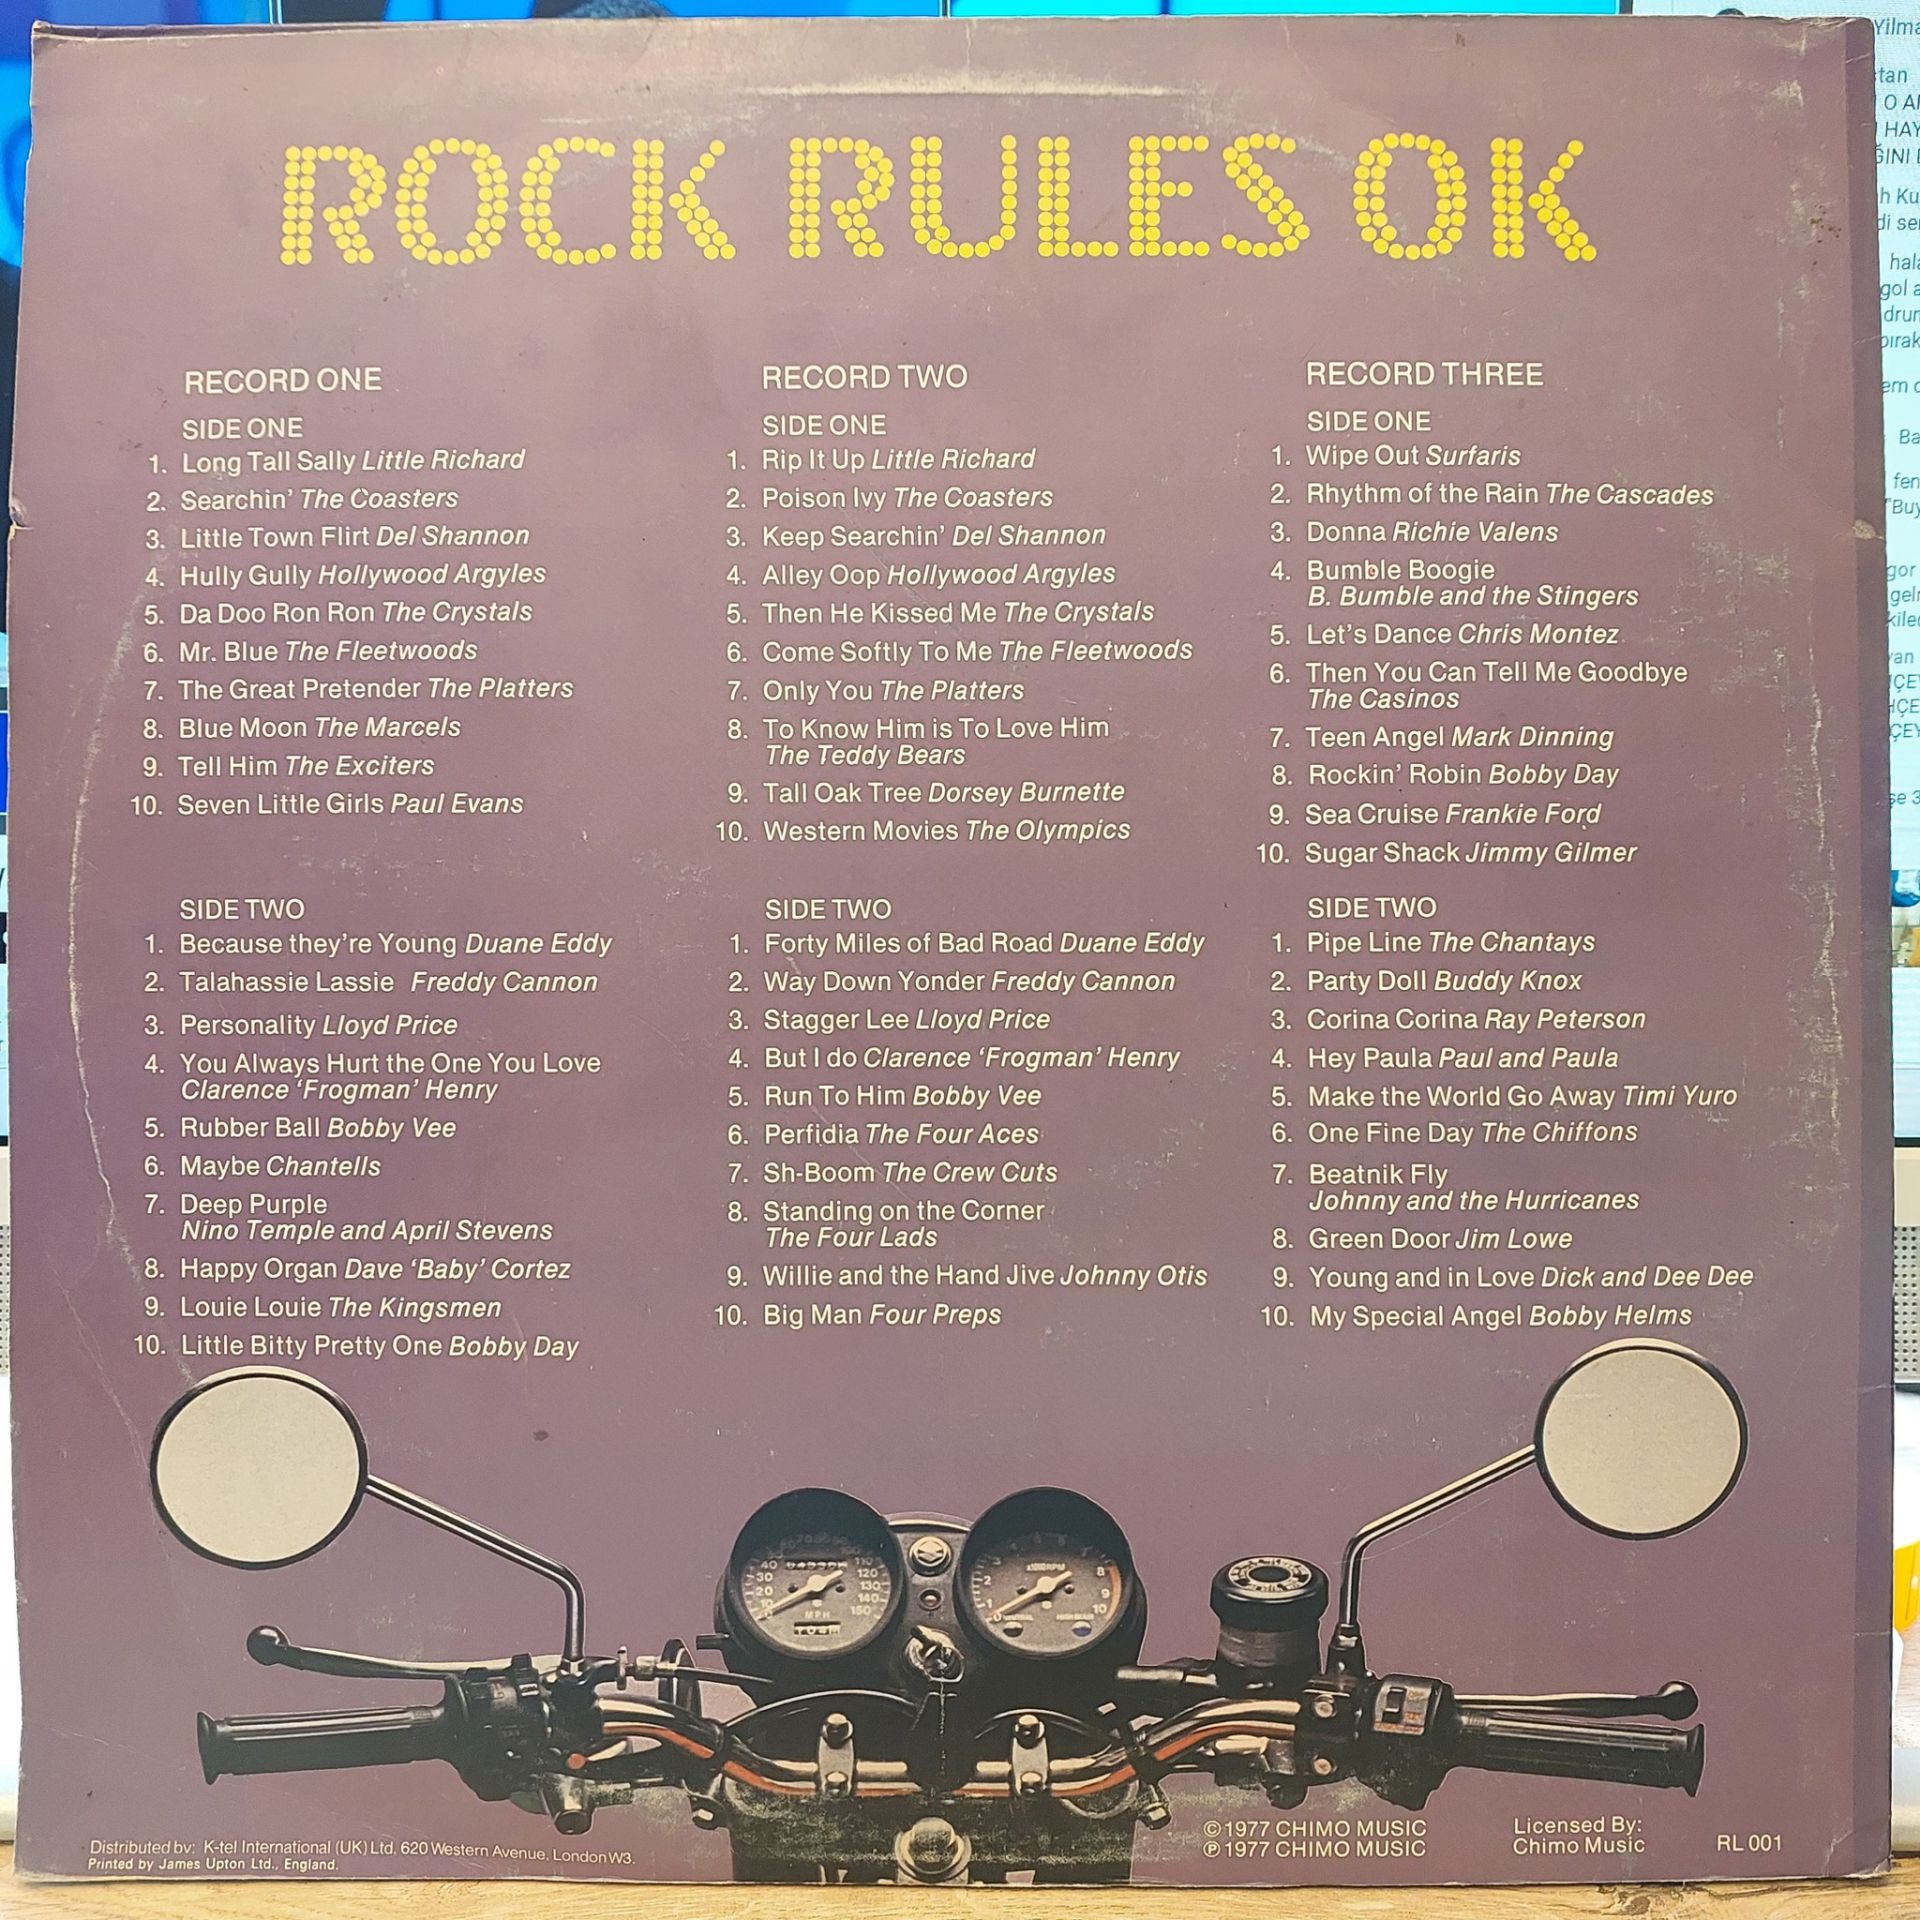 ROCK RULES OK
RECORD ONE
SIDE ONE
1. Long Tall Sally Little Richard
2. Searchin' The Coasters
3. Little Town Flirt Del Shannon
4. Hully Gully Hollywood Argyles
5. Da Doo Ron Ron The Crystals
6. Mr. Blue The Fleetwoods
7. The Great Pretender The Platters
8. Blue Moon The Marcels
9. Tell Him The Exciters
10. Seven Little Girls Paul Evans
SIDE TWO
1. Because they're Young Duane Eddy
2. Talahassie Lassie Freddy Cannon
3. Personality Lloyd Price
4. You Always Hurt the One You Love
Clarence 'Frogman' Henry
5. Rubber Ball Bobby Vee
6. Maybe Chantells
7. Deep Purple
Nino Temple and April Stevens
8. Happy Organ Dave 'Baby' Cortez
9. Louie Louie The Kingsmen
10. Little Bitty Pretty One Bobby Day
RECORD TWO
SIDE ONE
1. Rip It Up Little Richard
2. Poison Ivy The Coasters
3. Keep Searchin' Del Shannon
4. Alley Oop Hollywood Argyles
5. Then He Kissed Me The Crystals
6. Come Softly To Me The Fleetwoods
7. Only You The Platters
8. To Know Him is To Love Him
The Teddy Bears
9. Tall Oak Tree Dorsey Burnette
10. Western Movies The Olympics
SIDE TWO
1. Forty Miles of Bad Road Duane Eddy
2. Way Down Yonder Freddy Cannon
3. Stagger Lee Lloyd Price
4. But I do Clarence 'Frogman' Henry
5. Run To Him Bobby Vee
6. Perfidia The Four Aces
7. Sh-Boom The Crew Cuts
8. Standing on the Corner
The Four Lads
9. Willie and the Hand Jive Johnny Otis
10. Big Man Four Preps
RECORD THREE
SIDE ONE
1. Wipe Out Surfaris
2. Rhythm of the Rain The Cascades
3. Donna Richie Valens
4. Bumble Boogie
B. Bumble and the Stingers
5. Let's Dance Chris Montez
6. Then You Can Tell Me Goodbye
The Casinos
7. Teen Angel Mark Dinning
8. Rockin' Robin Bobby Day
9. Sea Cruise Frankie Ford
10. Sugar Shack Jimmy Gilmer
SIDE TWO
1. Pipe Line The Chantays
2. Party Doll Buddy Knox
3. Corina Corina Ray Peterson
4. Hey Paula Paul and Paula
5. Make the World Go Away Timi Yuro
6. One Fine Day The Chiffons
7. Beatnik Fly
Johnny and the Hurricanes
8. Green Door Jim Lowe
9. Young and in Love Dick and Dee Dee
10. My Special Angel Bobby Helms
Distributed by: K-tel International (UK) Ltd, 620 Western Avenue, London W3.
Printed by James Upton Ltd., England.
© 1977 CHIMO MUSIC
℗ 1977 CHIMO MUSIC
Licensed By:
Chimo Music
RL 001